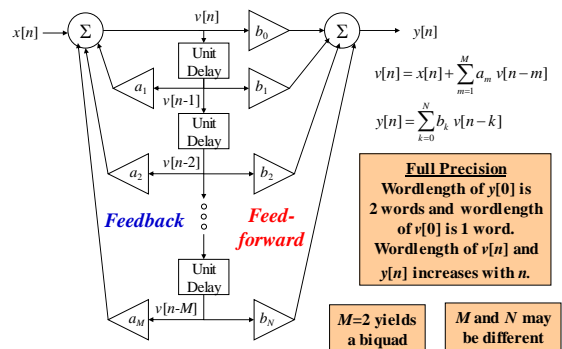 x[n]
Σ
v[n]
b0
Σ
y[n]
Unit
Delay
a1
b1
v[n-1]
Unit
Delay
v[n-2]
a2
b2
Feedback
Feed-
forward
Unit
Delay
v[n-M]
aM
bN
v[n] = x[n] + ∑_{m=1}^{M} a_m v[n−m]
y[n] = ∑_{k=0}^{N} b_k v[n−k]
Full Precision
Wordlength of y[0] is
2 words and wordlength
of v[0] is 1 word.
Wordlength of v[n] and
y[n] increases with n.
M=2 yields
a biquad
M and N may
be different